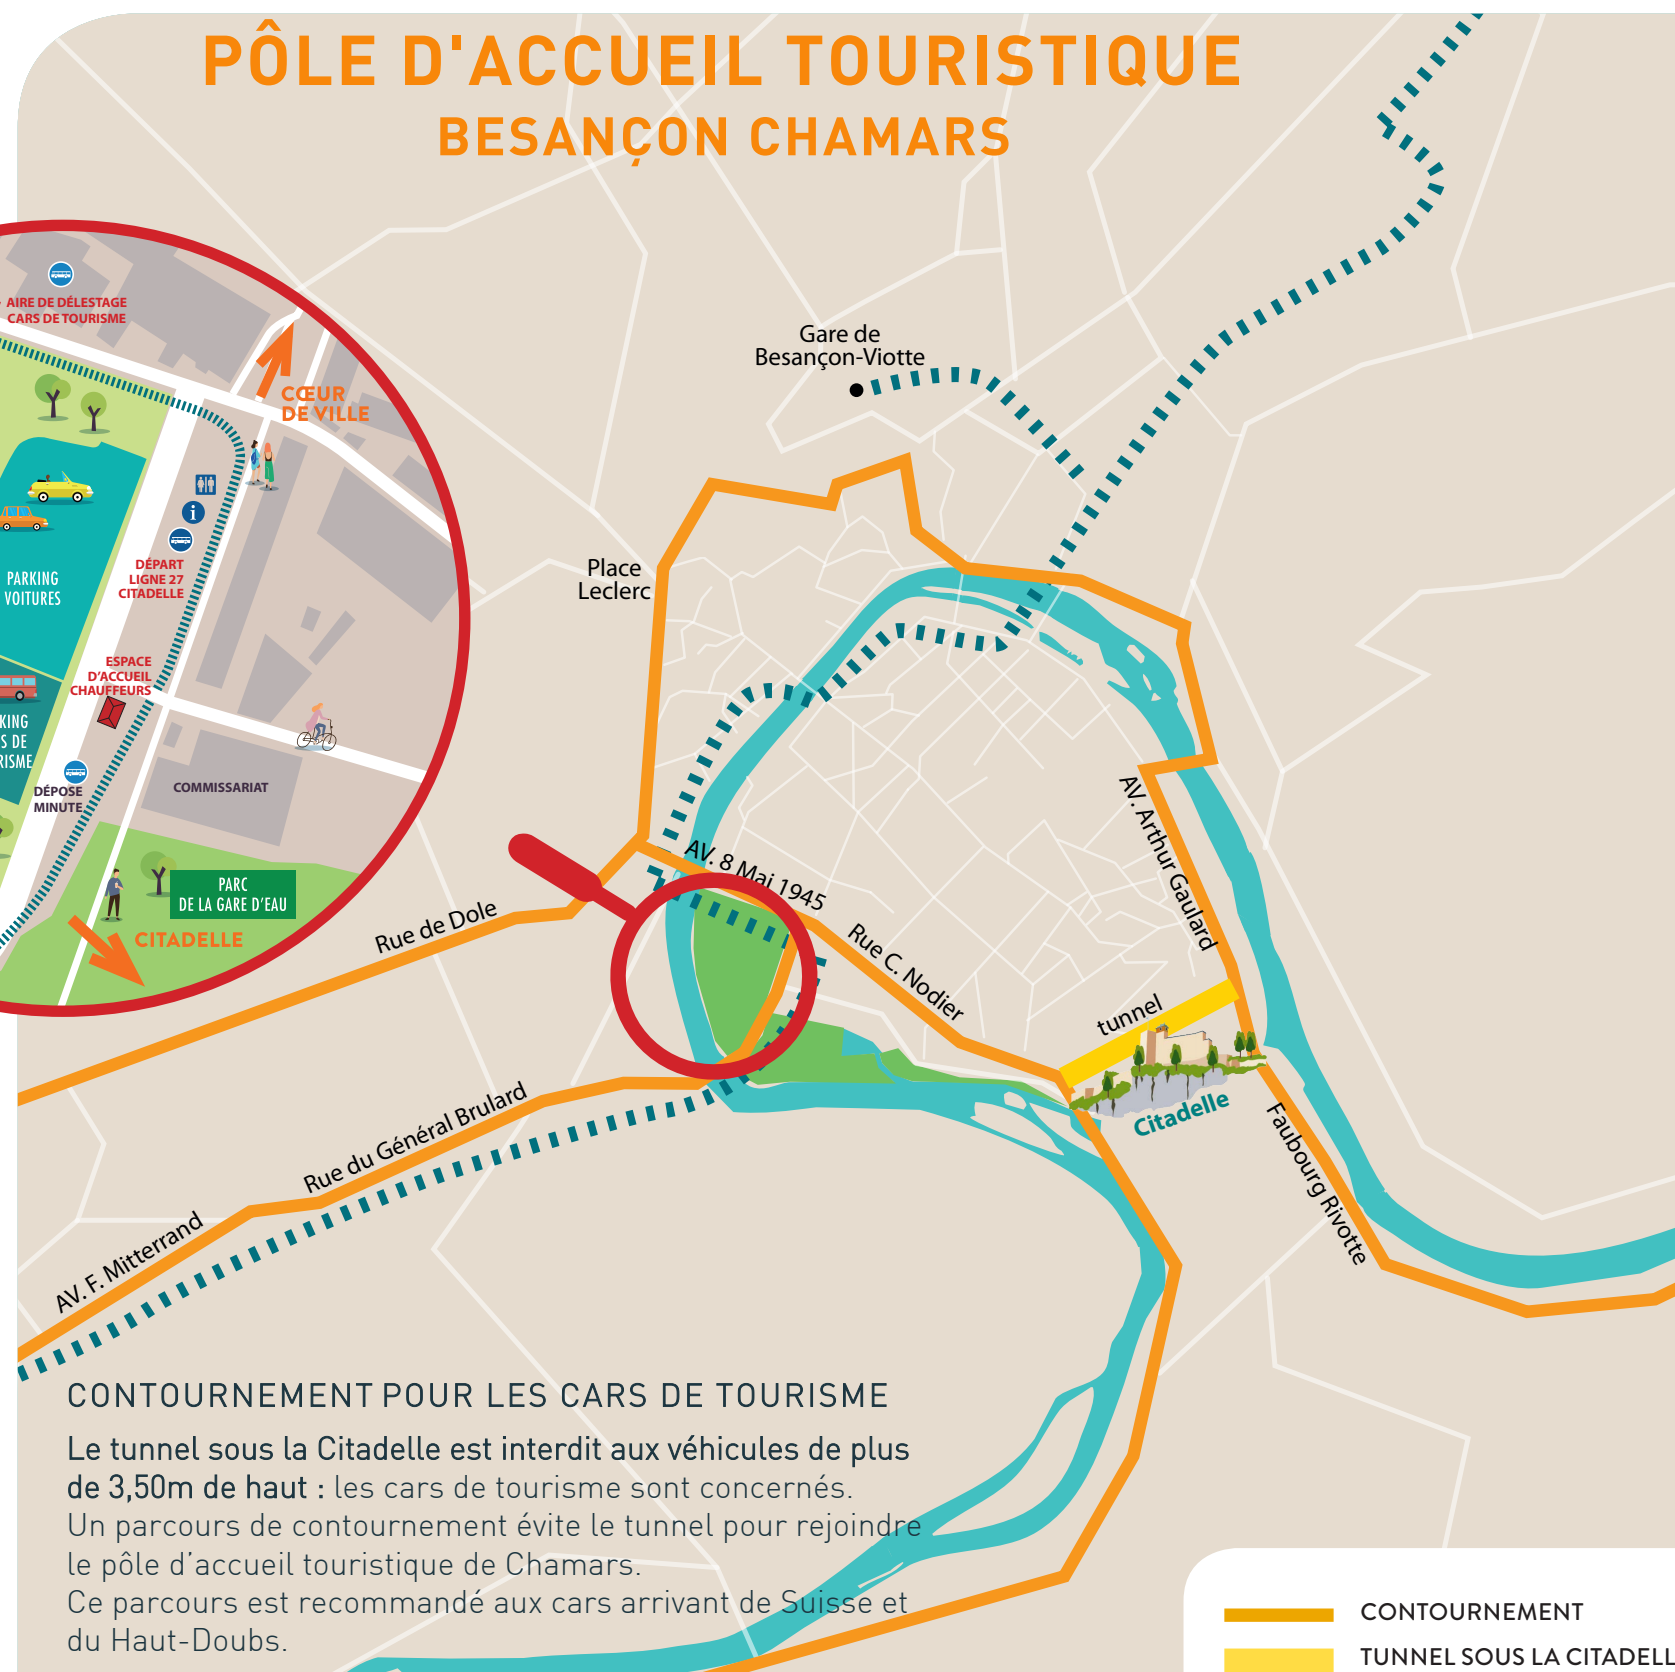 PÔLE D'ACCUEIL TOURISTIQUE
BESANÇON CHAMARS
AIRE DE DÉLESTAGE
CARS DE TOURISME
CŒUR
DE VILLE
i
DÉPART
LIGNE 27
CITADELLE
PARKING
VOITURES
ESPACE
D'ACCUEIL
CHAUFFEURS
KING
S DE
RISME
DÉPOSE
MINUTE
COMMISSARIAT
PARC
DE LA GARE D'EAU
CITADELLE
Gare de
Besançon-Viotte
Place
Leclerc
AV. 8 Mai 1945
Rue de Dole
Rue C. Nodier
AV. Arthur Gaulard
tunnel
Citadelle
Faubourg Rivotte
Rue du Général Brulard
AV. F. Mitterrand
CONTOURNEMENT POUR LES CARS DE TOURISME
Le tunnel sous la Citadelle est interdit aux véhicules de plus
de 3,50m de haut : les cars de tourisme sont concernés.
Un parcours de contournement évite le tunnel pour rejoindre
le pôle d’accueil touristique de Chamars.
Ce parcours est recommandé aux cars arrivant de Suisse et
du Haut-Doubs.
CONTOURNEMENT
TUNNEL SOUS LA CITADELL